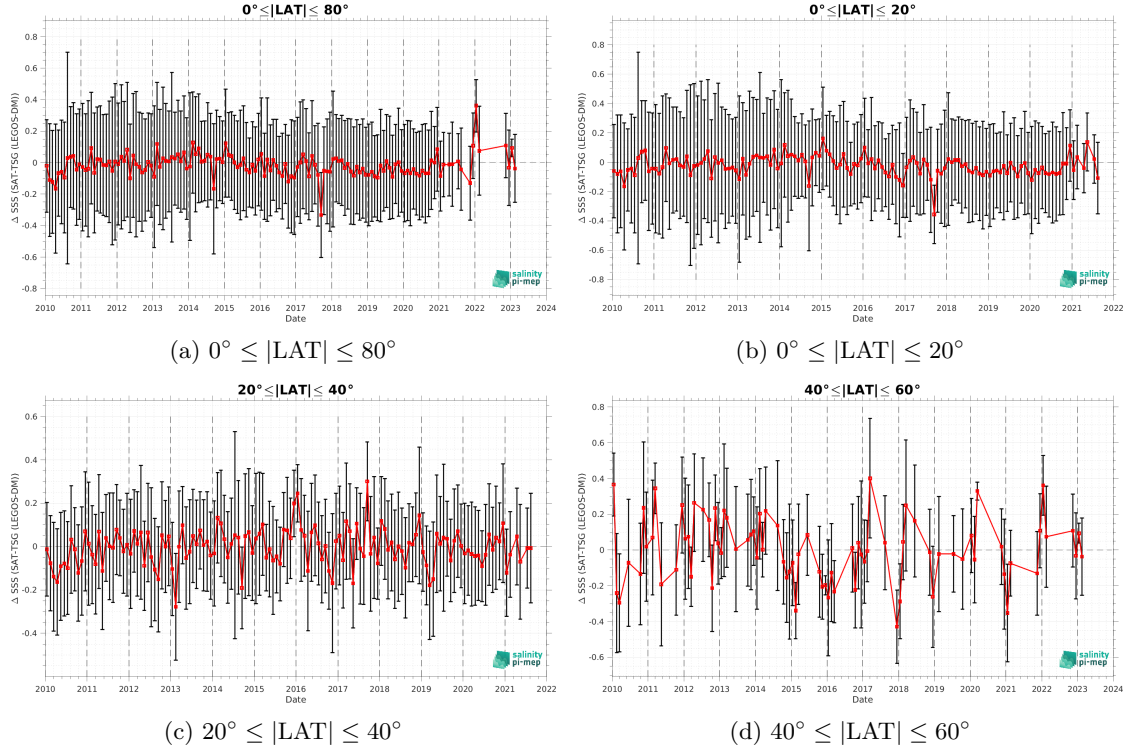 0°≤|LAT|≤ 80°
Δ SSS (SAT-TSG (LEGOS-DM))
0.8
0.6
0.4
0.2
0
-0.2
-0.4
-0.6
-0.8
salinity
pi-mep
2010 2011 2012 2013 2014 2015 2016 2017 2018 2019 2020 2021 2022 2023 2024
Date
(a) 0° ≤ |LAT| ≤ 80°
0°≤|LAT|≤ 20°
Δ SSS (SAT-TSG (LEGOS-DM))
0.8
0.6
0.4
0.2
0
-0.2
-0.4
-0.6
-0.8
salinity
pi-mep
2010 2011 2012 2013 2014 2015 2016 2017 2018 2019 2020 2021 2022
Date
(b) 0° ≤ |LAT| ≤ 20°
20°≤|LAT|≤ 40°
Δ SSS (SAT-TSG (LEGOS-DM))
0.6
0.4
0.2
0
-0.2
-0.4
salinity
pi-mep
2010 2011 2012 2013 2014 2015 2016 2017 2018 2019 2020 2021 2022
Date
(c) 20° ≤ |LAT| ≤ 40°
40°≤|LAT|≤ 60°
Δ SSS (SAT-TSG (LEGOS-DM))
0.8
0.6
0.4
0.2
0
-0.2
-0.4
-0.6
salinity
pi-mep
2010 2011 2012 2013 2014 2015 2016 2017 2018 2019 2020 2021 2022 2023 2024
Date
(d) 40° ≤ |LAT| ≤ 60°